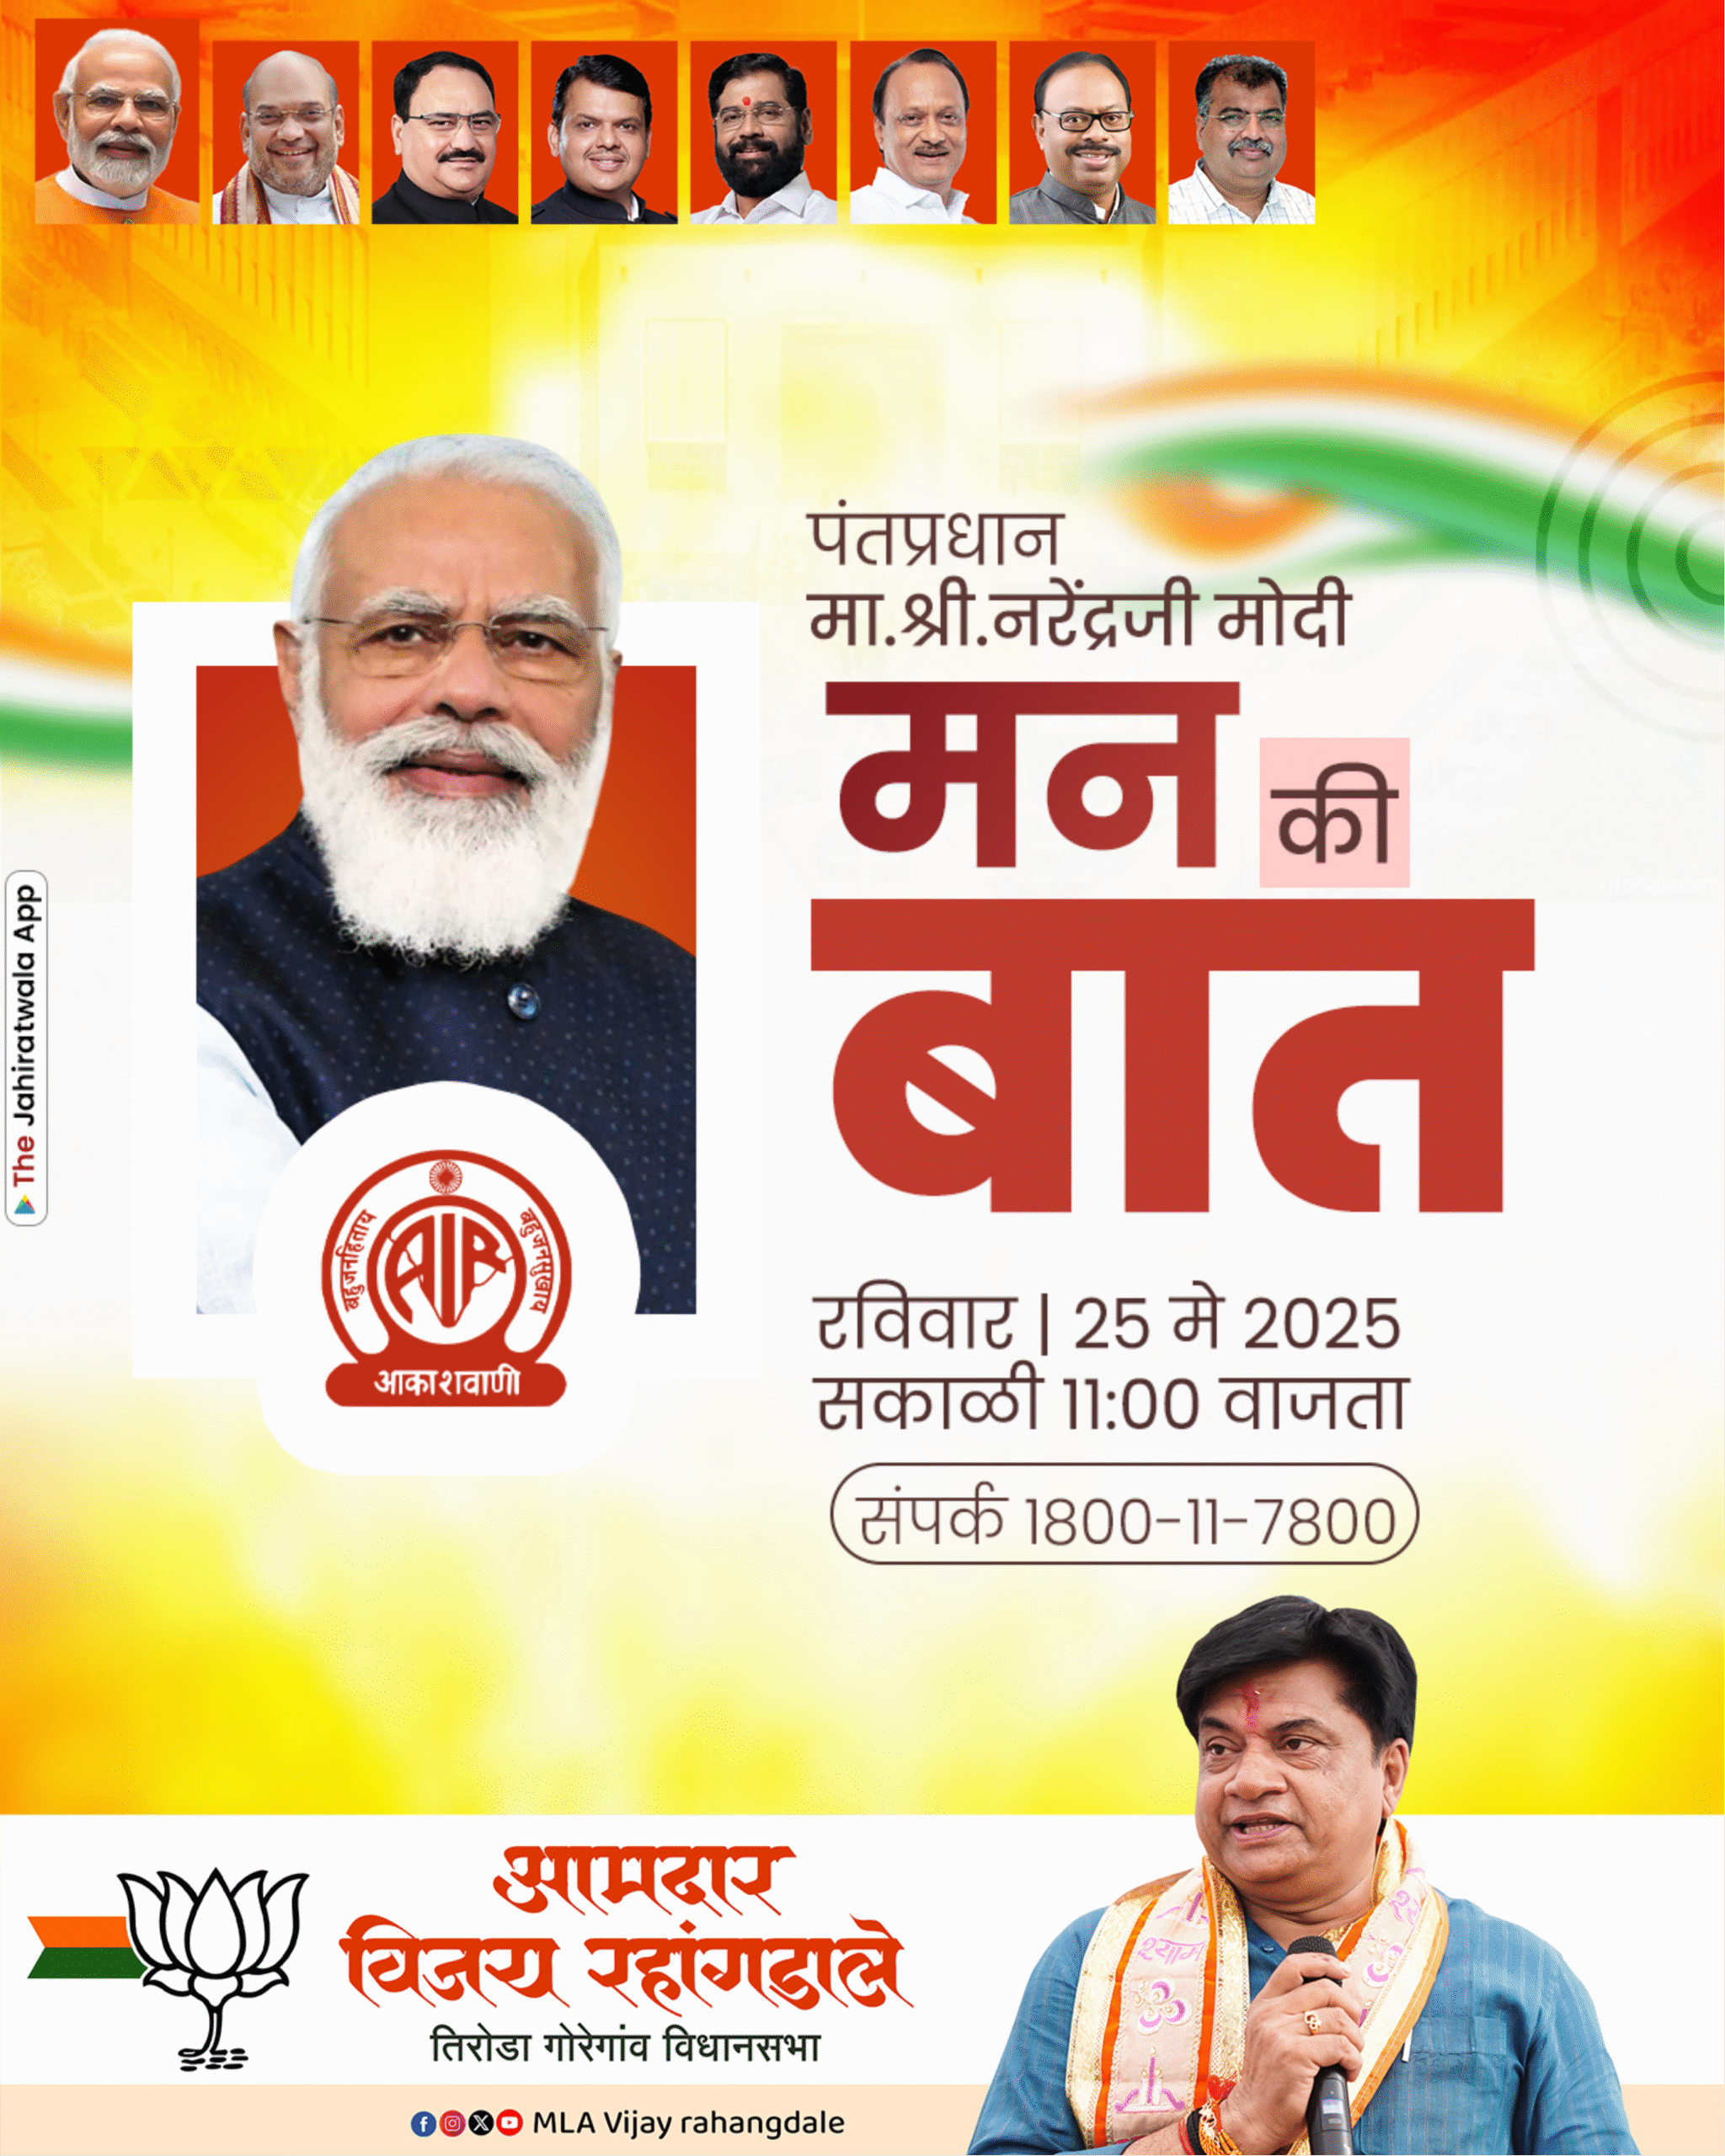 पंतप्रधान
मा.श्री.नरेंद्रजी मोदी
मन की
बात
रविवार | 25 मे 2025
सकाळी 11:00 वाजता
संपर्क 1800-11-7800
बहुजनहिताय
AIR
बहुजनसुखाय
आकाशवाणी
The Jahiratwala App
आमदार
विजय रहांगडाले
तिरोडा गोरेगांव विधानसभा
MLA Vijay rahangdale
श्याम